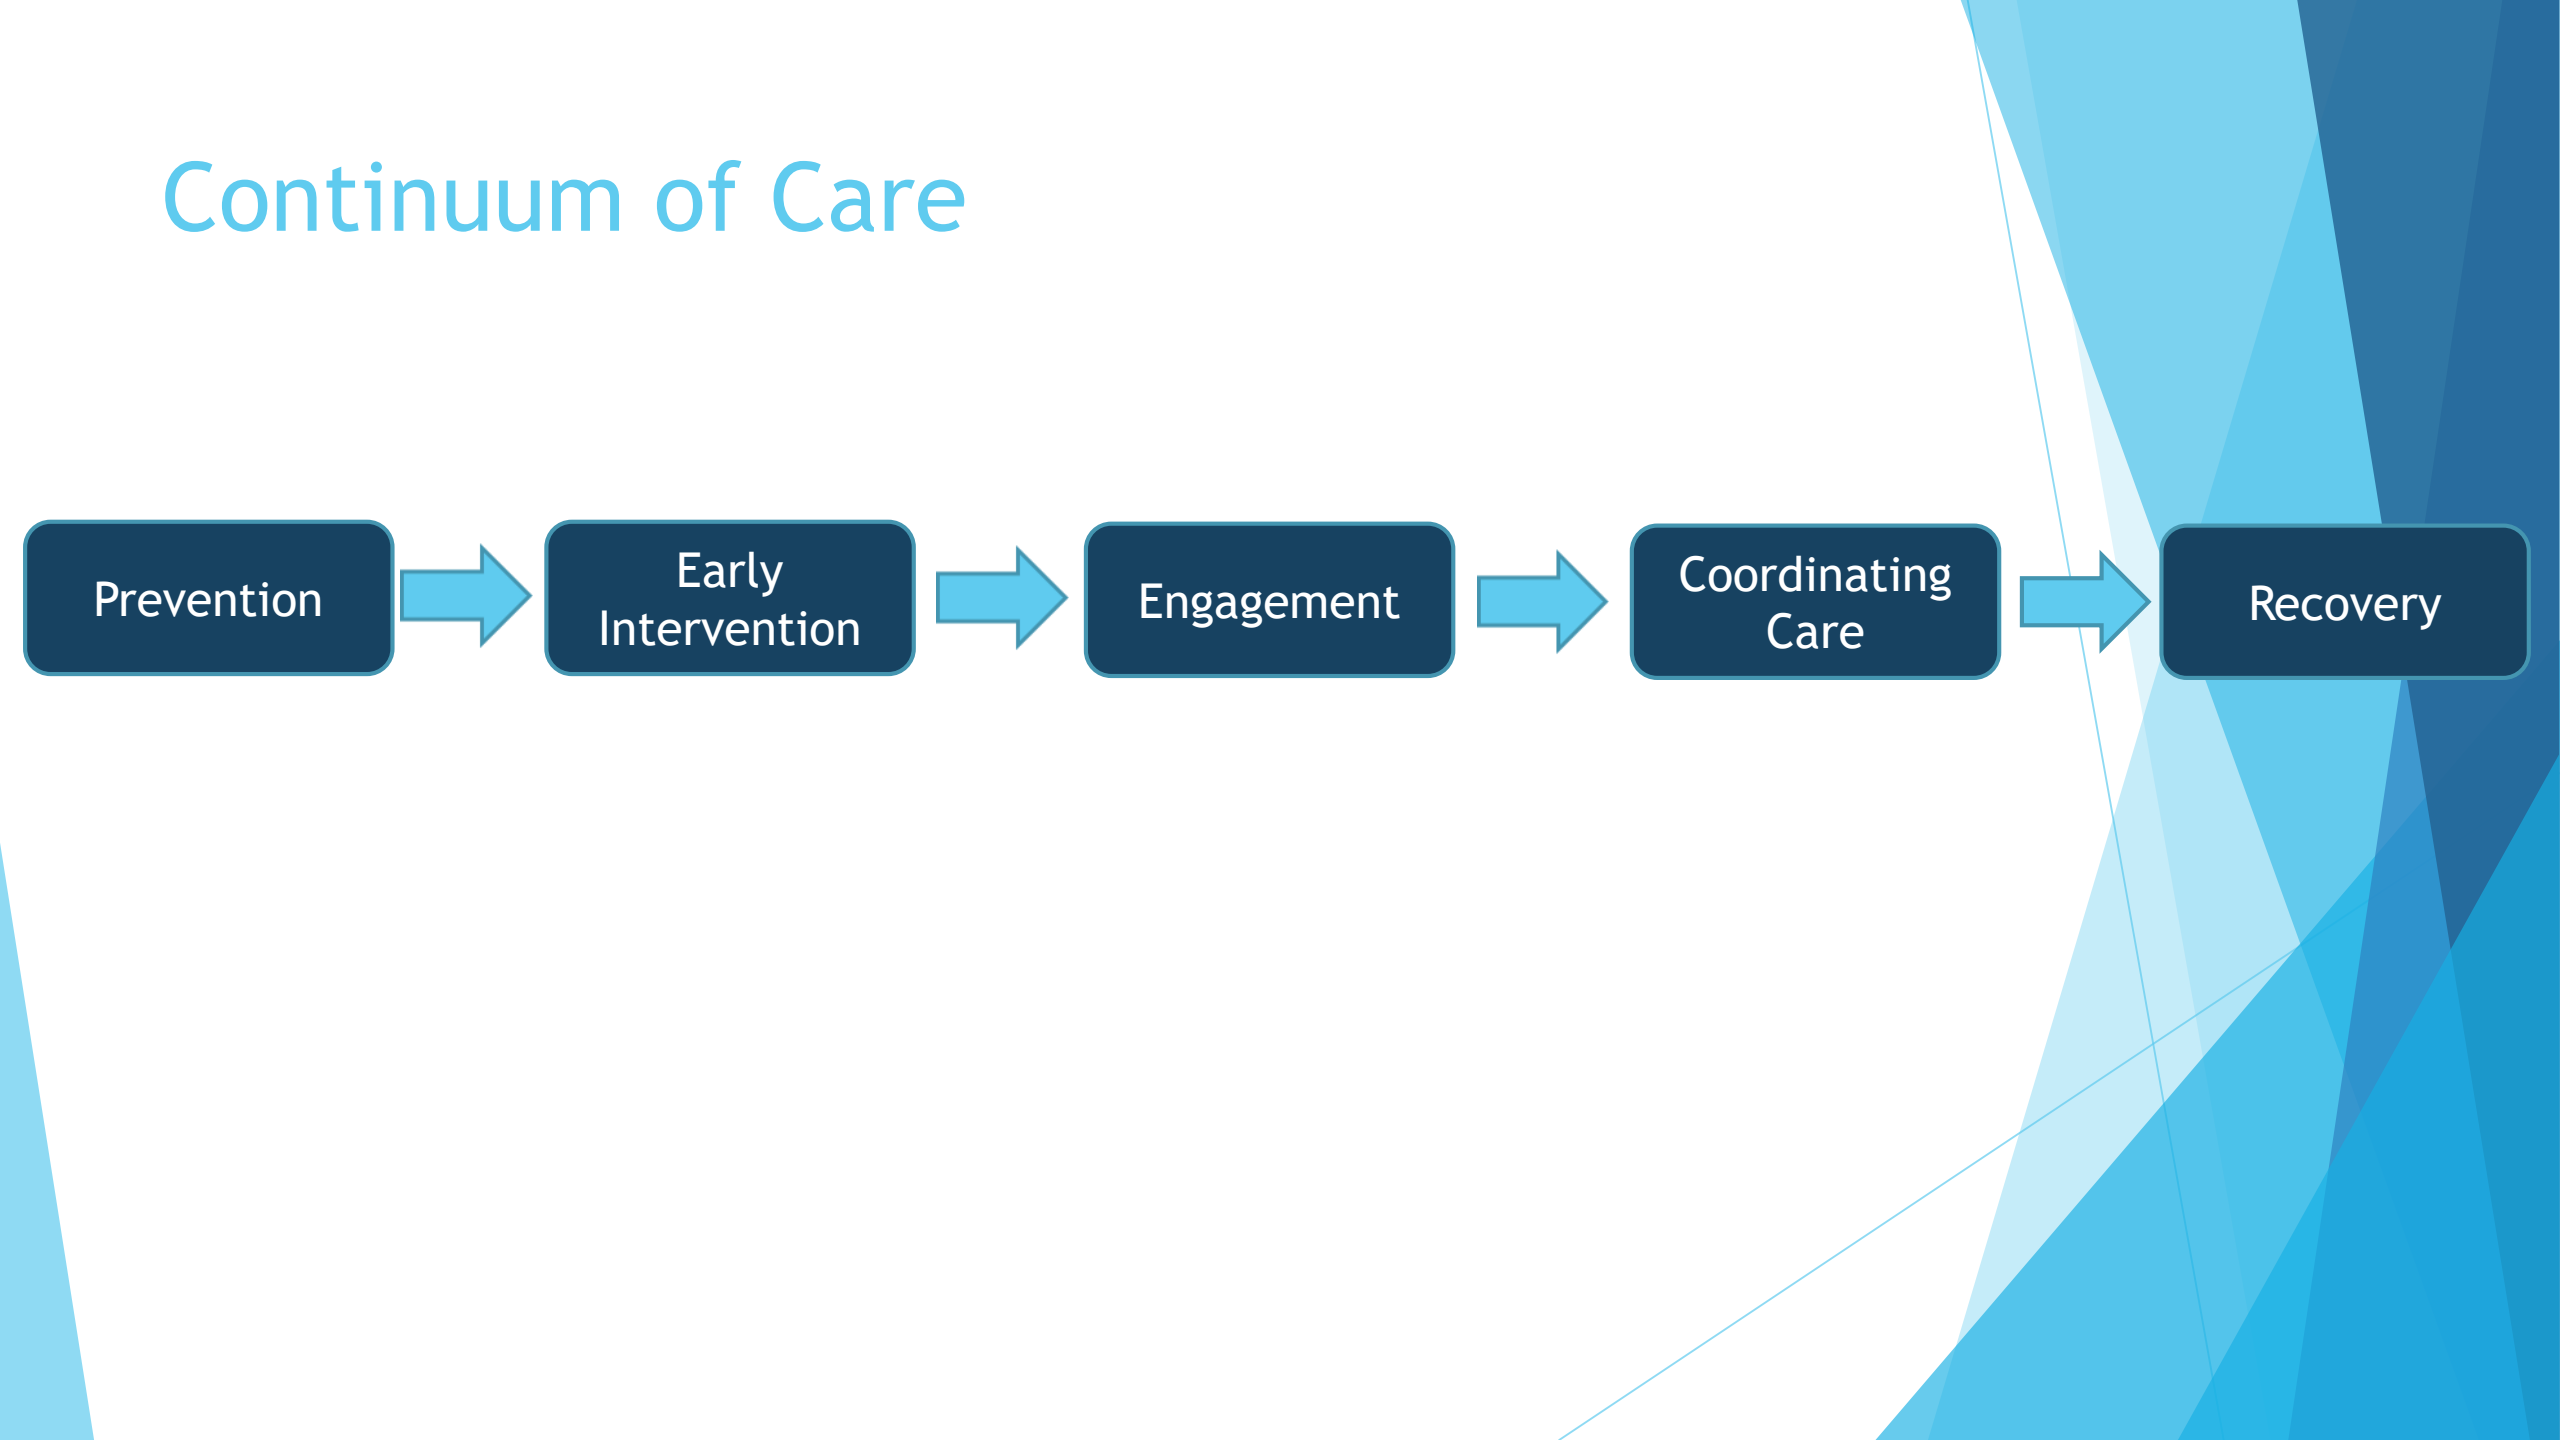 Continuum of Care
Prevention
Early
Intervention
Engagement
Coordinating
Care
Recovery